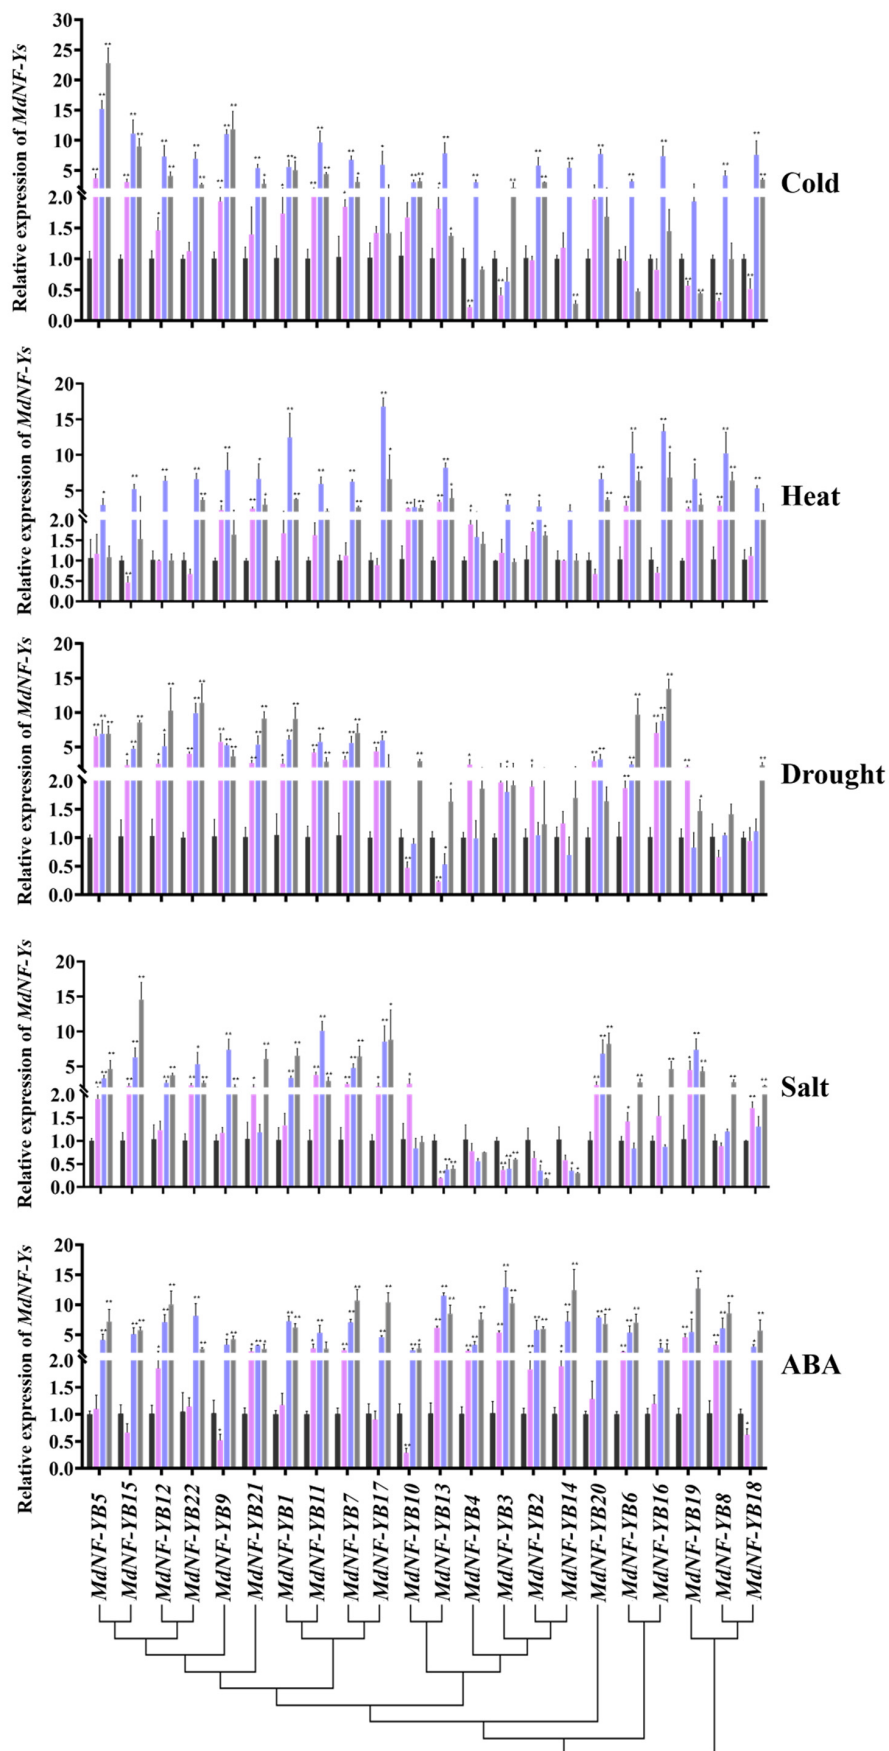 Relative expression of MdNF-Ys
30
25
20
15
10
5
2.0
1.5
1.0
0.5
0.0
Cold
Relative expression of MdNF-Ys
20
15
10
5
2.0
1.5
1.0
0.5
0.0
Heat
Relative expression of MdNF-Ys
20
15
10
5
2.0
1.5
1.0
0.5
0.0
Drought
Relative expression of MdNF-Ys
20
15
10
5
2.0
1.5
1.0
0.5
0.0
Salt
Relative expression of MdNF-Ys
20
15
10
5
2.0
1.5
1.0
0.5
0.0
ABA
MdNF-YB5
MdNF-YB15
MdNF-YB12
MdNF-YB22
MdNF-YB9
MdNF-YB21
MdNF-YB1
MdNF-YB11
MdNF-YB7
MdNF-YB17
MdNF-YB10
MdNF-YB13
MdNF-YB4
MdNF-YB3
MdNF-YB2
MdNF-YB14
MdNF-YB20
MdNF-YB6
MdNF-YB16
MdNF-YB19
MdNF-YB8
MdNF-YB18